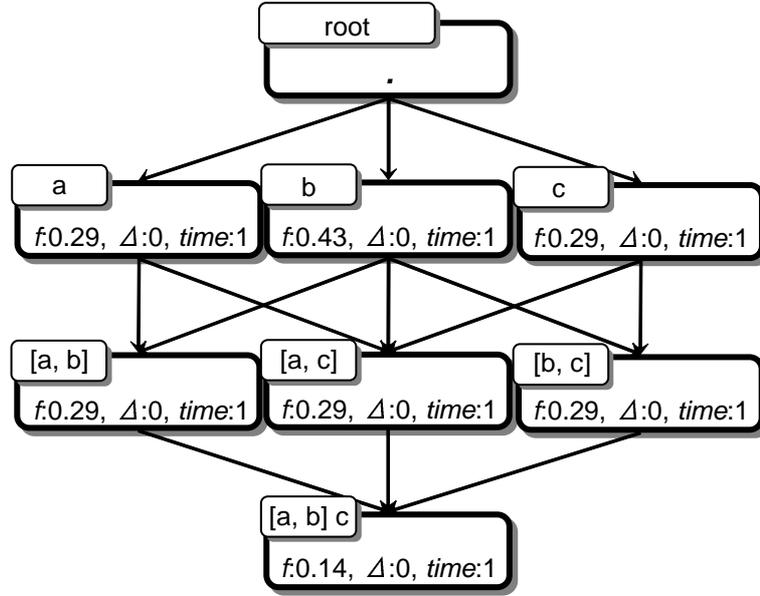 root
.
a
b
c
f:0.29, Δ:0, time:1
f:0.43, Δ:0, time:1
f:0.29, Δ:0, time:1
[a, b]
[a, c]
[b, c]
f:0.29, Δ:0, time:1
f:0.29, Δ:0, time:1
f:0.29, Δ:0, time:1
[a, b] c
f:0.14, Δ:0, time:1